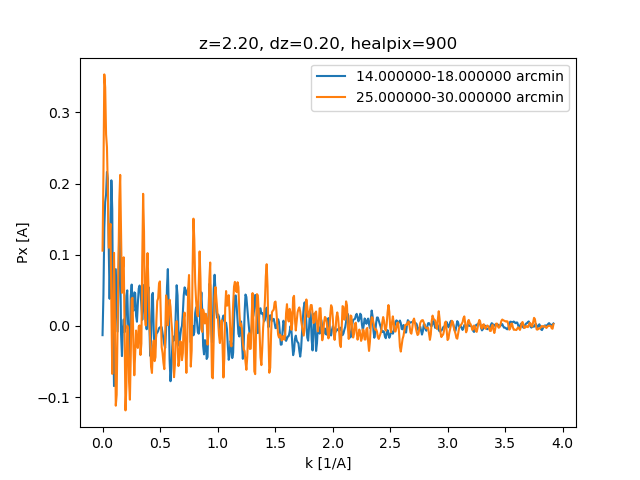 z=2.20, dz=0.20, healpix=900
14.000000-18.000000 arcmin
25.000000-30.000000 arcmin
Px [A]
0.3
0.2
0.1
0.0
−0.1
0.0 0.5 1.0 1.5 2.0 2.5 3.0 3.5 4.0
k [1/A]